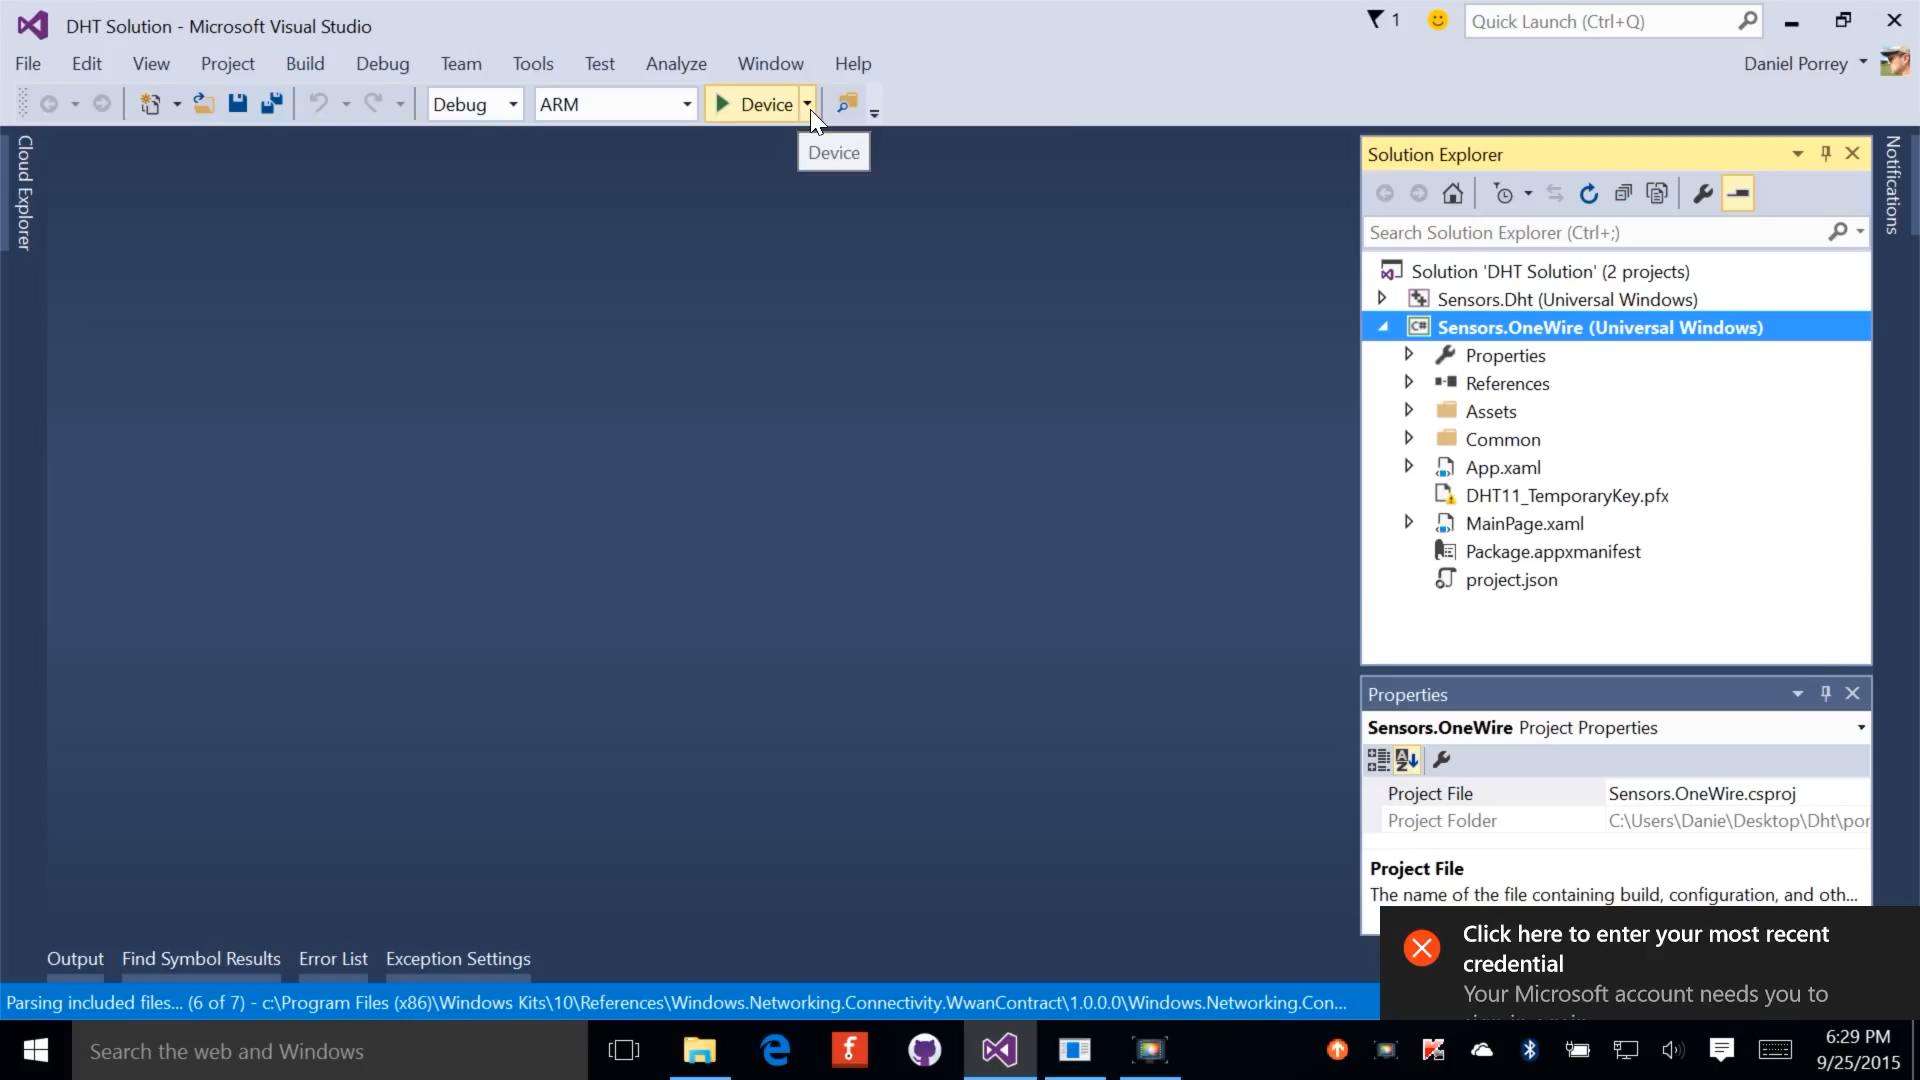 DHT Solution - Microsoft Visual Studio
1
Quick Launch (Ctrl+Q)
File Edit View Project Build Debug Team Tools Test Analyze Window Help
Daniel Porrey
Debug ARM Device
Device
Cloud Explorer
Solution Explorer
Notifications
Search Solution Explorer (Ctrl+;)
Solution 'DHT Solution' (2 projects)
Sensors.Dht (Universal Windows)
C# Sensors.OneWire (Universal Windows)
Properties
References
Assets
Common
App.xaml
DHT11_TemporaryKey.pfx
MainPage.xaml
Package.appxmanifest
project.json
Properties
Sensors.OneWire Project Properties
Project File Sensors.OneWire.csproj
Project Folder C:\Users\Danie\Desktop\Dht\por
Project File
The name of the file containing build, configuration, and oth...
Click here to enter your most recent
credential
Your Microsoft account needs you to
Output Find Symbol Results Error List Exception Settings
Parsing included files... (6 of 7) - c:\Program Files (x86)\Windows Kits\10\References\Windows.Networking.Connectivity.WwanContract\1.0.0.0\Windows.Networking.Con...
Search the web and Windows
6:29 PM
9/25/2015